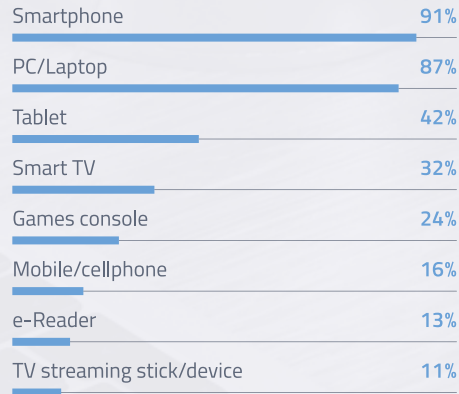 Smartphone 91%
PC/Laptop 87%
Tablet 42%
Smart TV 32%
Games console 24%
Mobile/cellphone 16%
e-Reader 13%
TV streaming stick/device 11%